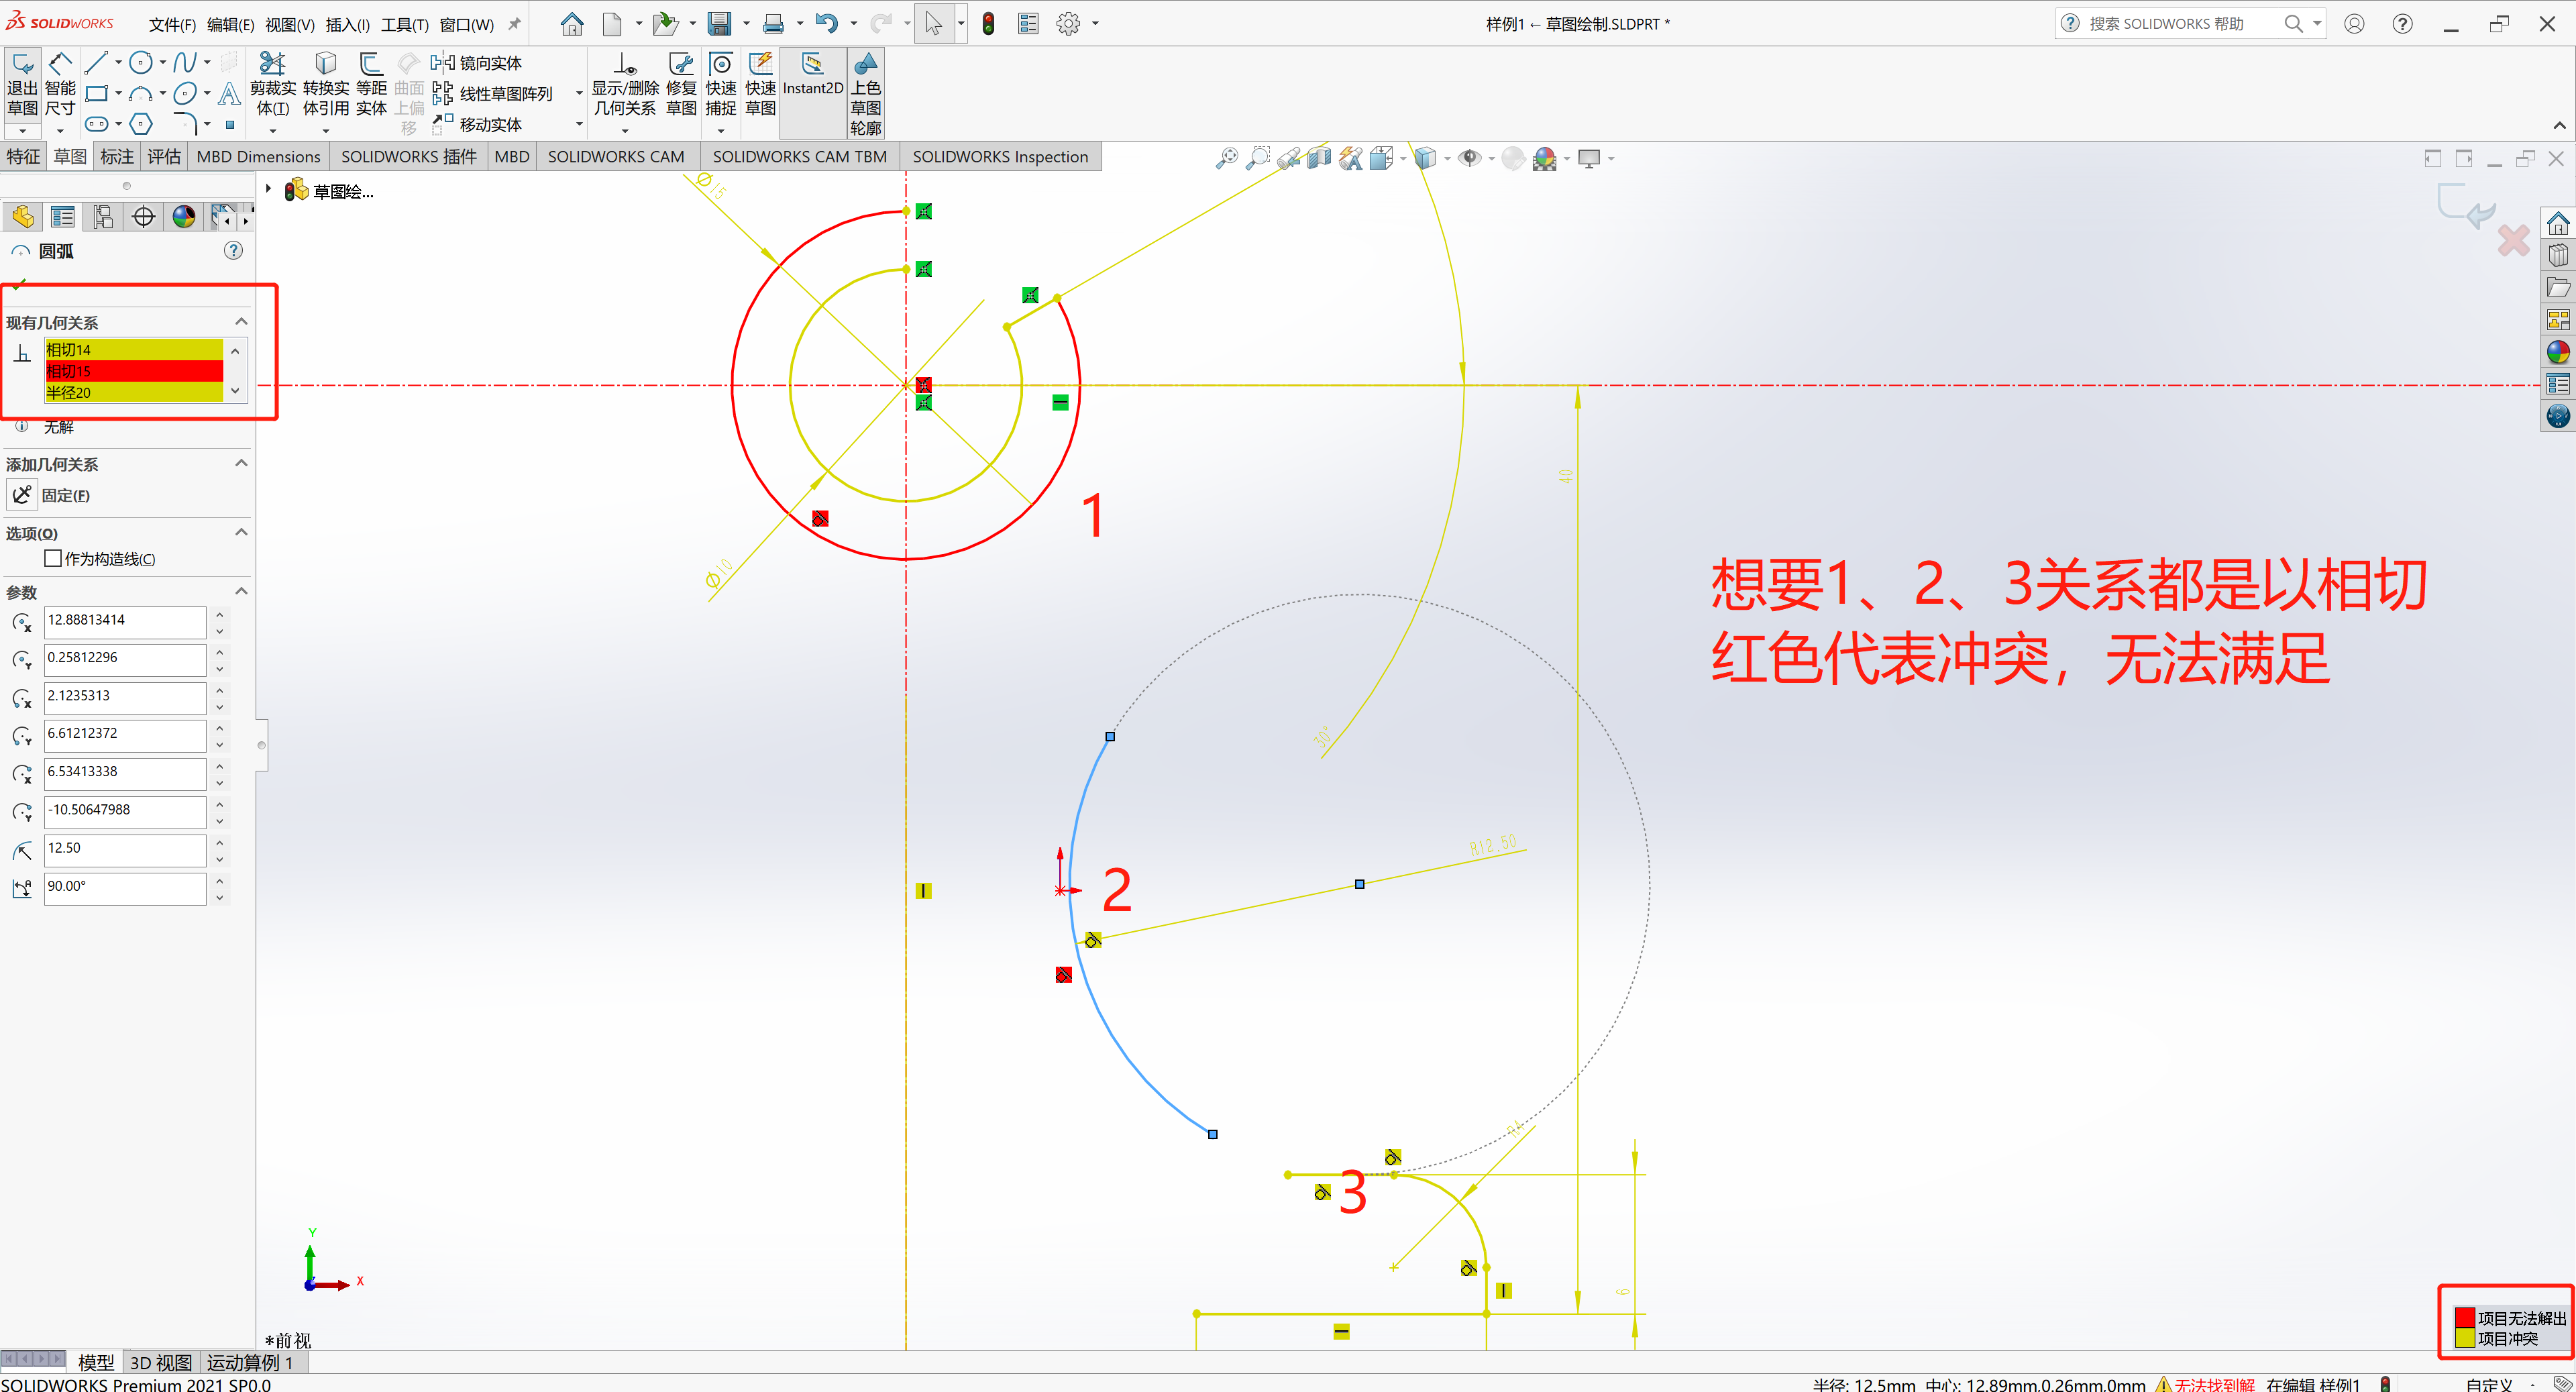 SOLIDWORKS 文件(F) 编辑(E) 视图(V) 插入(I) 工具(T) 窗口(W) 样例1 ← 草图绘制.SLDPRT * 搜索 SOLIDWORKS 帮助
退出草图 智能尺寸 剪裁实体(T) 转换实体引用 等距实体 曲面上偏移 镜向实体 线性草图阵列 移动实体 显示/删除几何关系 修复草图 快速捕捉 快速草图 Instant2D 上色草图轮廓
特征 草图 标注 评估 MBD Dimensions SOLIDWORKS 插件 MBD SOLIDWORKS CAM SOLIDWORKS CAM TBM SOLIDWORKS Inspection
草图绘...
圆弧
现有几何关系
相切14
相切15
半径20
无解
添加几何关系
固定(F)
选项(O)
作为构造线(C)
参数
12.88813414
0.25812296
2.1235313
6.61212372
6.53413338
-10.50647988
12.50
90.00°
Ø15
Ø10
1
40
30°
R12.50
2
R4
3
6
想要1、2、3关系都是以相切
红色代表冲突，无法满足
Y
X
*前视
项目无法解出
项目冲突
模型 3D 视图 运动算例 1
SOLIDWORKS Premium 2021 SP0.0 半径: 12.5mm 中心: 12.89mm,0.26mm,0mm 无法找到解 在编辑 样例1 自定义